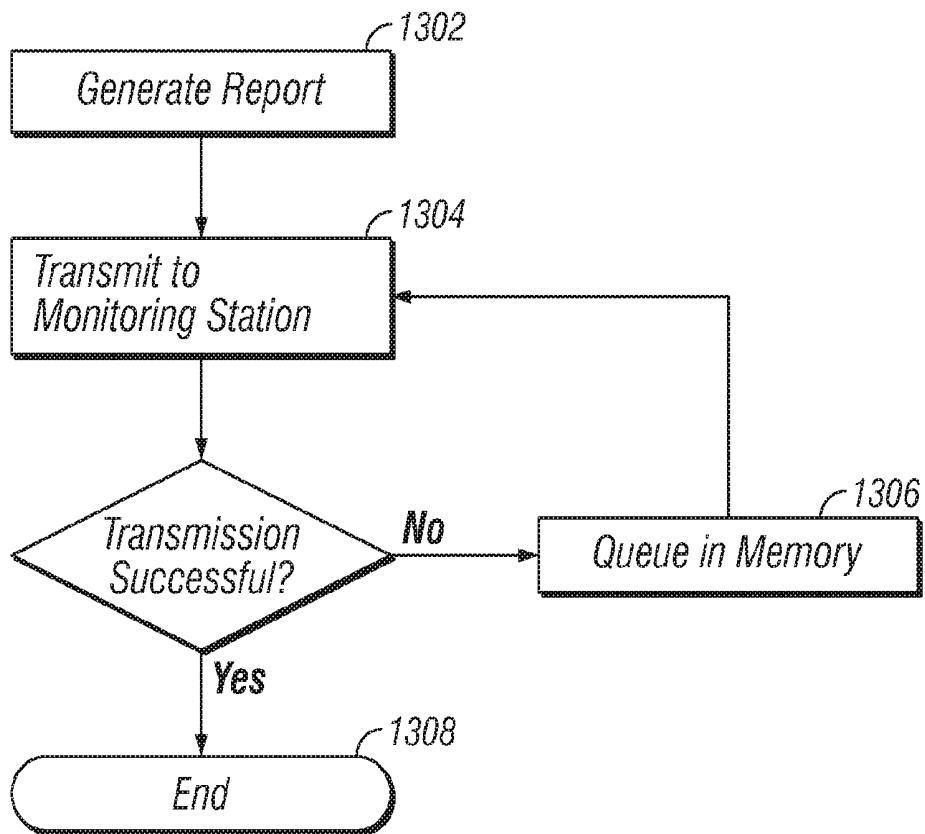 1302
Generate Report
1304
Transmit to
Monitoring Station
Transmission
Successful?
No
1306
Queue in Memory
Yes
1308
End